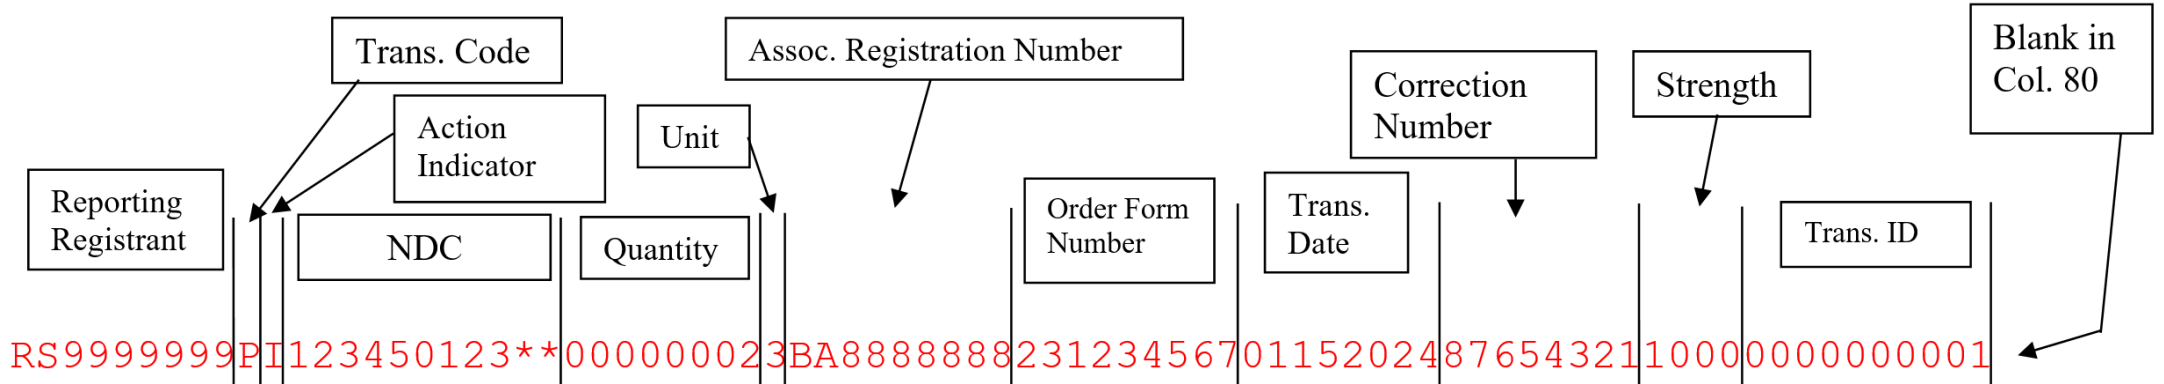 Trans. Code
Assoc. Registration Number
Blank in
Col. 80
Correction
Number
Strength
Action
Indicator
Unit
Reporting
Registrant
NDC
Quantity
Order Form
Number
Trans.
Date
Trans. ID
RS9999999PI123450123**000000023BA8888888231234567011520248765432110000000000001